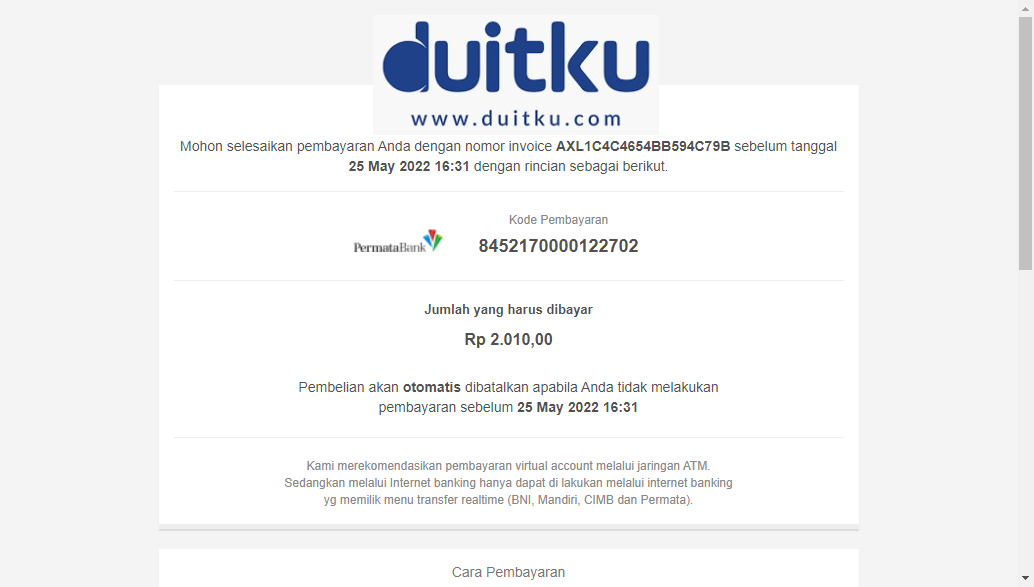 duitku
www.duitku.com
Mohon selesaikan pembayaran Anda dengan nomor invoice AXL1C4C4654BB594C79B sebelum tanggal
25 May 2022 16:31 dengan rincian sebagai berikut.
Kode Pembayaran
PermataBank
8452170000122702
Jumlah yang harus dibayar
Rp 2.010,00
Pembelian akan otomatis dibatalkan apabila Anda tidak melakukan
pembayaran sebelum 25 May 2022 16:31
Kami merekomendasikan pembayaran virtual account melalui jaringan ATM.
Sedangkan melalui Internet banking hanya dapat di lakukan melalui internet banking
yg memilik menu transfer realtime (BNI, Mandiri, CIMB dan Permata).
Cara Pembayaran